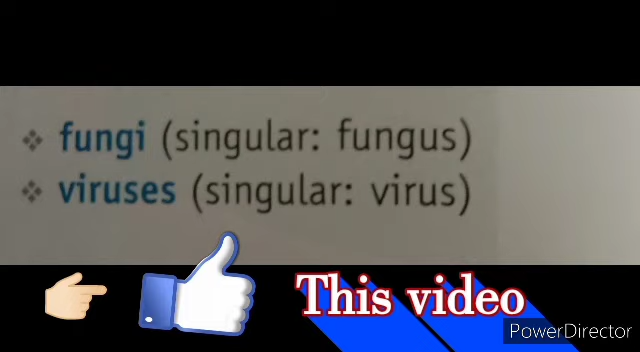 ❖ fungi (singular: fungus)
❖ viruses (singular: virus)
This video
PowerDirector